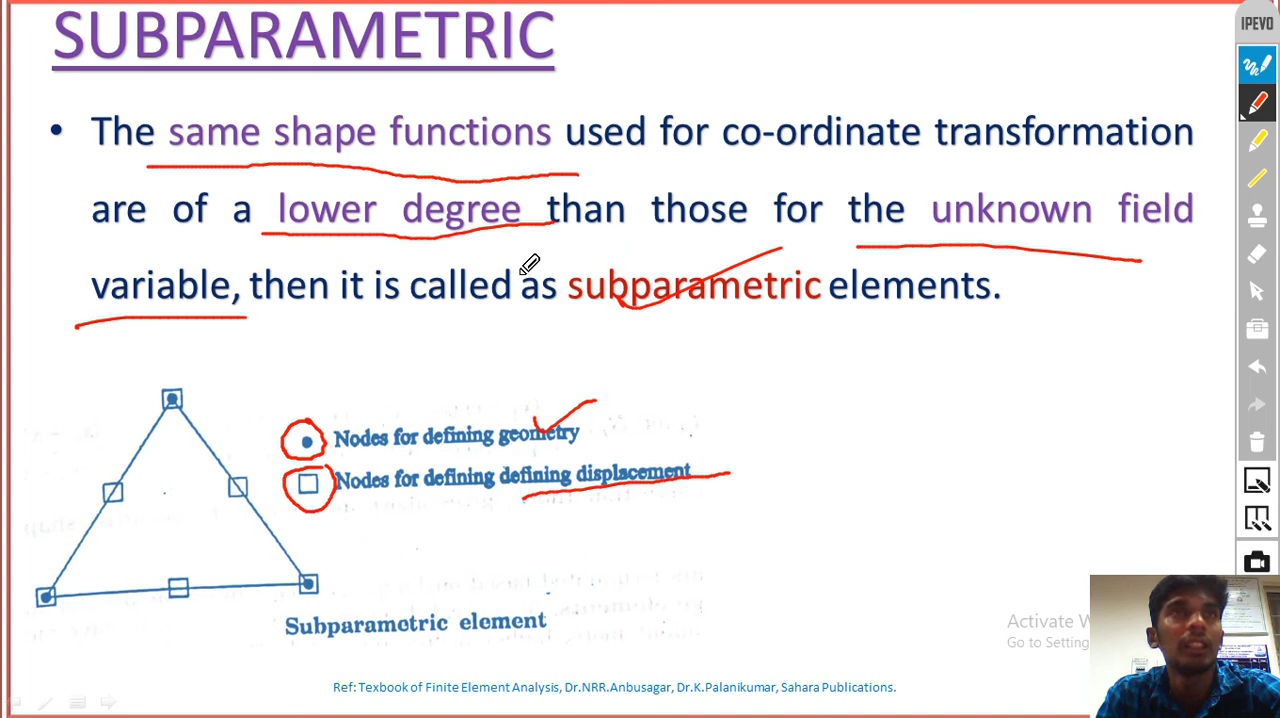 SUBPARAMETRIC
IPEVO
• The same shape functions used for co-ordinate transformation
are of a lower degree than those for the unknown field
variable, then it is called as subparametric elements.
Nodes for defining geometry
Nodes for defining defining displacement
Subparametric element
Activate W
Go to Setting
Ref: Texbook of Finite Element Analysis, Dr.NRR.Anbusagar, Dr.K.Palanikumar, Sahara Publications.